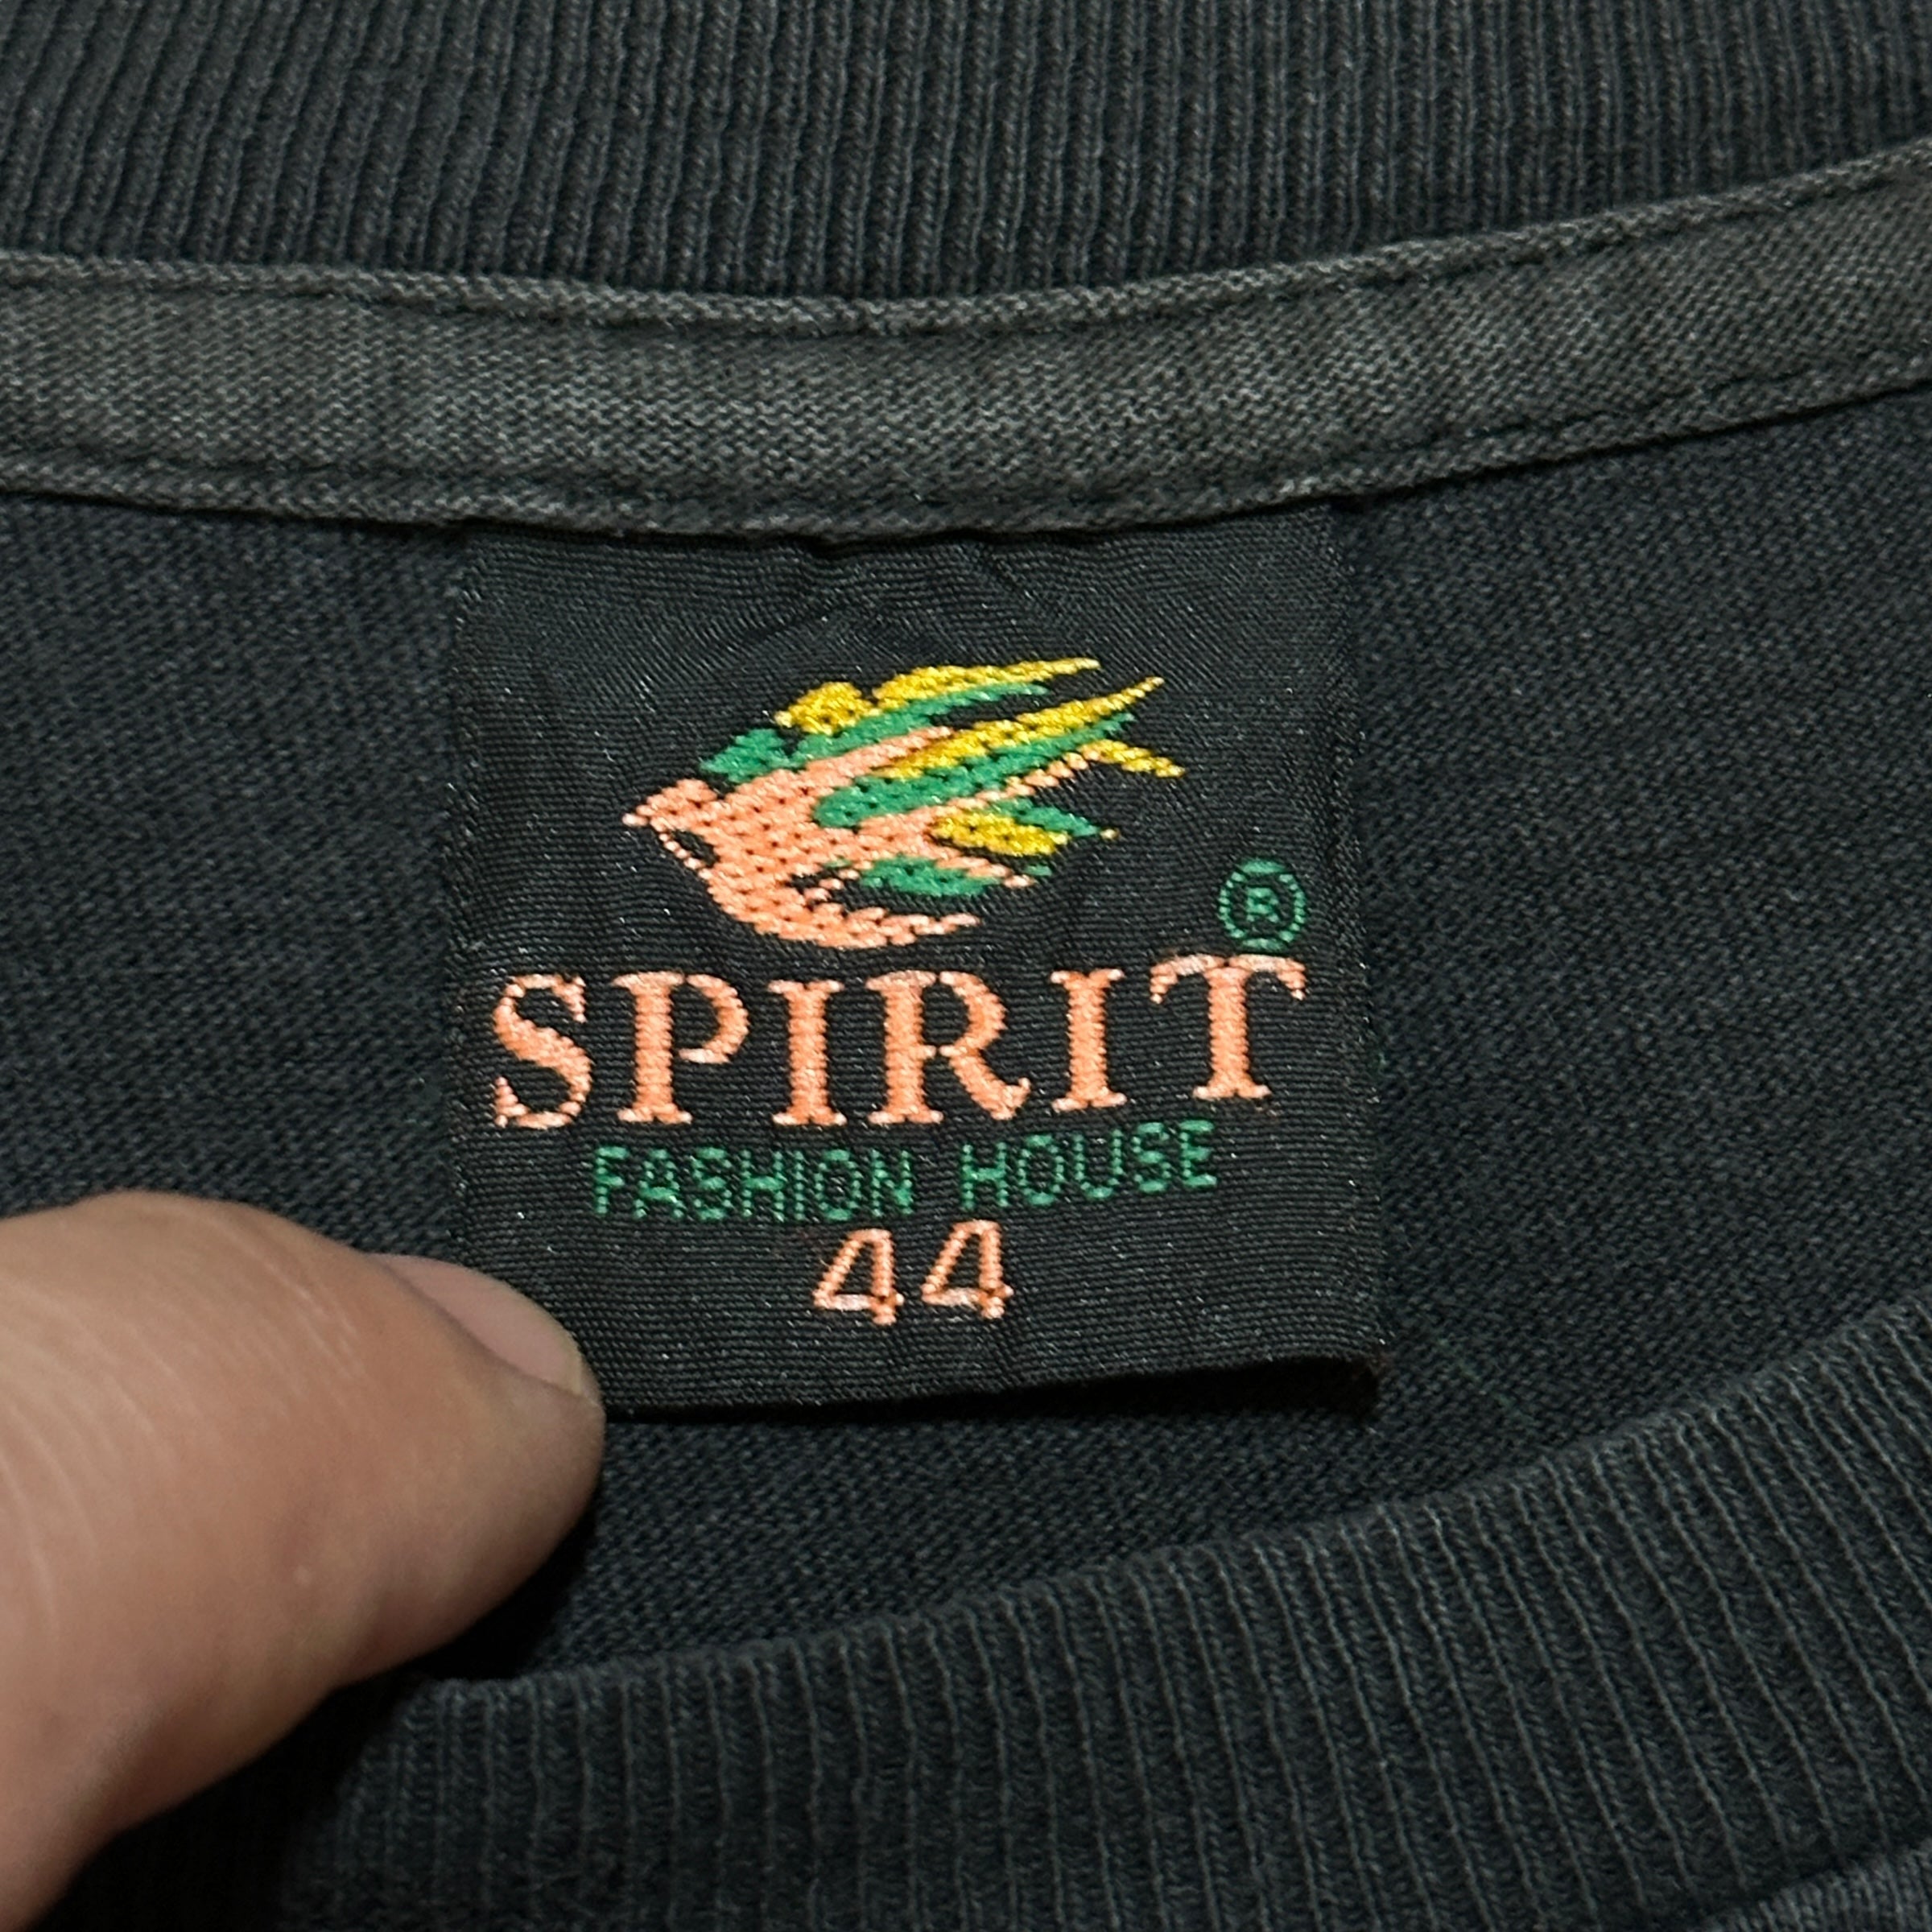 ®
SPIRIT
FASHION HOUSE
44